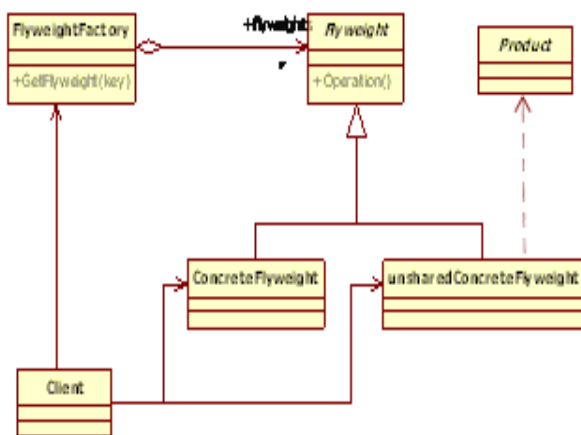 FlyweightFactory
+GetFlyweight(key)
+flyweights
Flyweight
+Operation()
Product
ConcreteFlyweight
unsharedConcreteFlyweight
Client